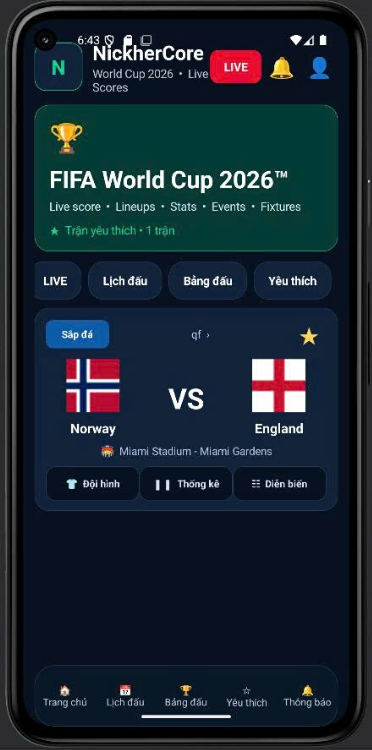 6:43
N
NickherCore
World Cup 2026 • Live
Scores
LIVE
FIFA World Cup 2026™
Live score • Lineups • Stats • Events • Fixtures
★ Trận yêu thích • 1 trận
LIVE
Lịch đấu
Bảng đấu
Yêu thích
Sắp đá
qf ›
VS
Norway
England
Miami Stadium - Miami Gardens
Đội hình
Thống kê
Diễn biến
Trang chủ
Lịch đấu
Bảng đấu
Yêu thích
Thông báo